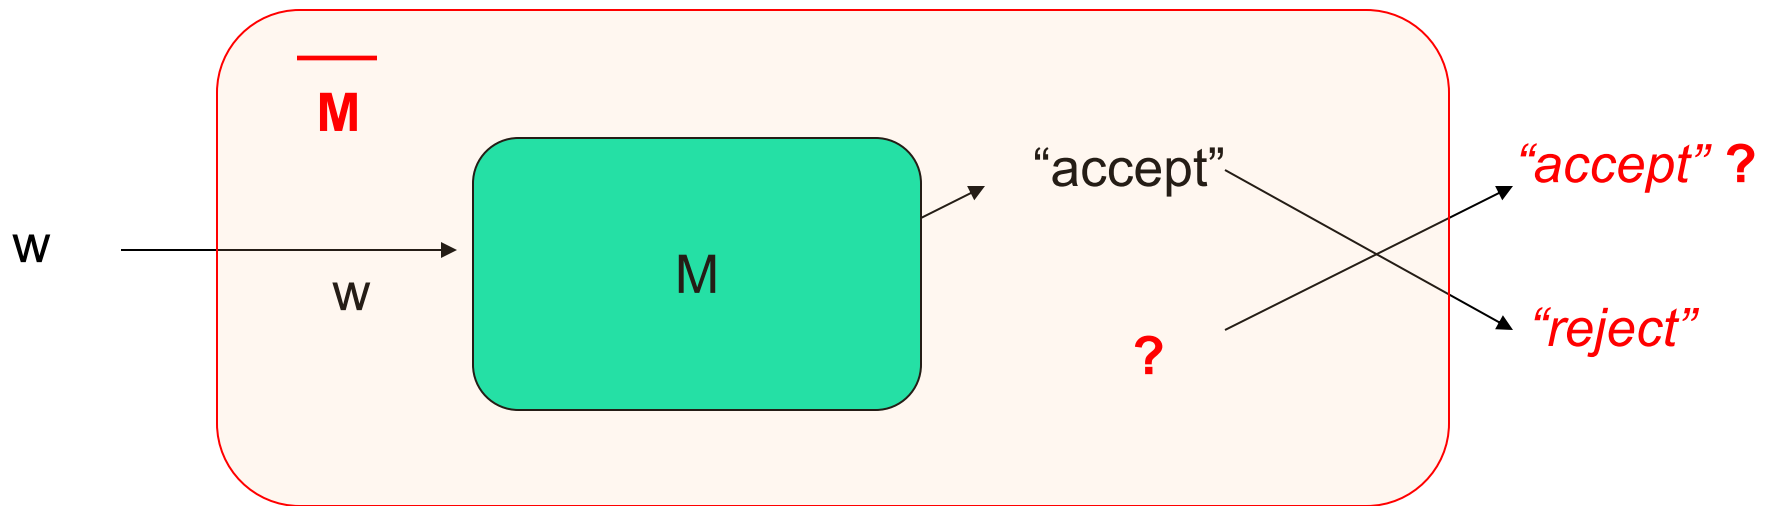 M
w
w
M
“accept”
?
“accept” ?
“reject”